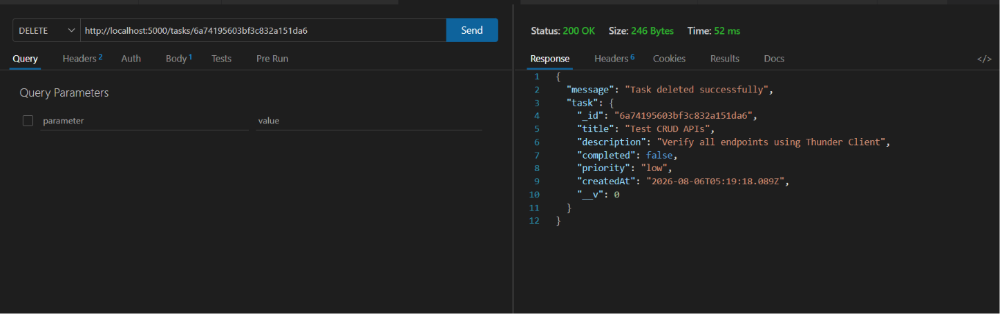 DELETE http://localhost:5000/tasks/6a74195603bf3c832a151da6 Send
Query Headers 2 Auth Body 1 Tests Pre Run
Query Parameters
parameter value
Status: 200 OK Size: 246 Bytes Time: 52 ms
Response Headers 6 Cookies Results Docs </>
1 {
2 "message": "Task deleted successfully",
3 "task": {
4 "_id": "6a74195603bf3c832a151da6",
5 "title": "Test CRUD APIs",
6 "description": "Verify all endpoints using Thunder Client",
7 "completed": false,
8 "priority": "low",
9 "createdAt": "2026-08-06T05:19:18.089Z",
10 "__v": 0
11 }
12 }